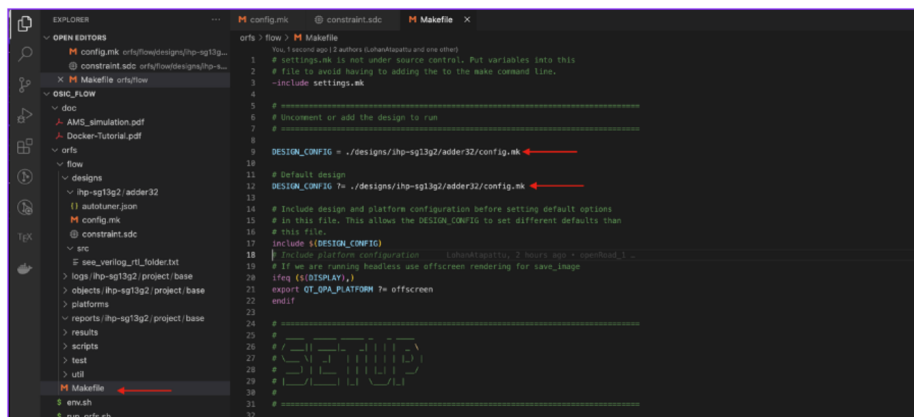 EXPLORER
OPEN EDITORS
config.mk orfs/flow/designs/ihp-sg13g...
constraint.sdc orfs/flow/designs/ihp-s...
Makefile orfs/flow
OSIC_FLOW
doc
AMS_simulation.pdf
Docker-Tutorial.pdf
orfs
flow
designs
ihp-sg13g2/adder32
autotuner.json
config.mk
constraint.sdc
src
see_verilog_rtl_folder.txt
logs/ihp-sg13g2/project/base
objects/ihp-sg13g2/project/base
platforms
reports/ihp-sg13g2/project/base
results
scripts
test
util
Makefile
env.sh
run_orfs.sh
config.mk constraint.sdc Makefile
orfs > flow > Makefile
You, 1 second ago | 2 authors (LohanAtapattu and one other)
1 # settings.mk is not under source control. Put variables into this
2 # file to avoid having to adding the to the make command line.
3 -include settings.mk
4
5 # ==============================================================================
6 # Uncomment or add the design to run
7 # ==============================================================================
8
9 DESIGN_CONFIG = ./designs/ihp-sg13g2/adder32/config.mk
10
11 # Default design
12 DESIGN_CONFIG ?= ./designs/ihp-sg13g2/adder32/config.mk
13
14 # Include design and platform configuration before setting default options
15 # in this file. This allows the DESIGN_CONFIG to set different defaults than
16 # this file.
17 include $(DESIGN_CONFIG)
18 # Include platform configuration LohanAtapattu, 2 hours ago • openRoad_1 …
19 # If we are running headless use offscreen rendering for save_image
20 ifeq ($(DISPLAY),)
21 export QT_QPA_PLATFORM ?= offscreen
22 endif
23
24 # ==============================================================================
25 #
26 #
27 #
28 #
29 #
30 #
31 # ==============================================================================
32